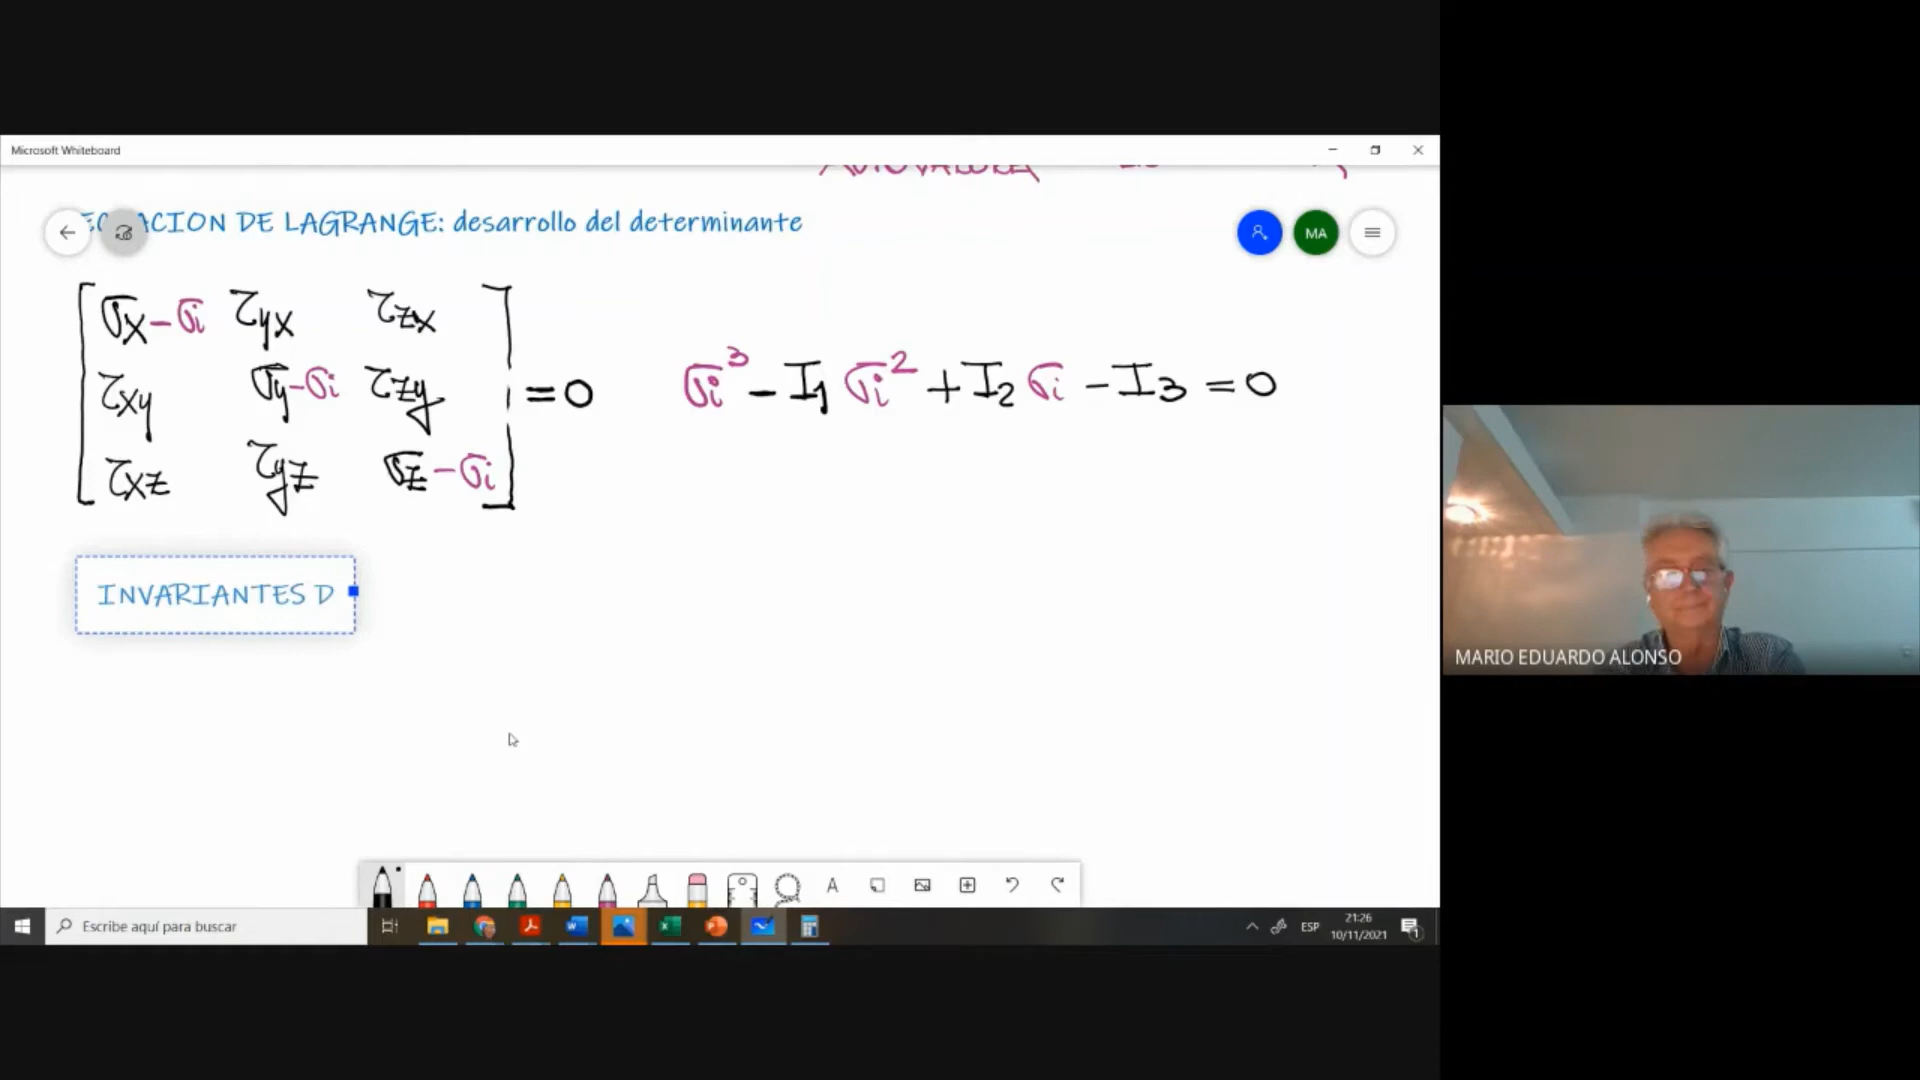 Microsoft Whiteboard
ECUACION DE LAGRANGE: desarrollo del determinante
MA
σx-σi τyx τzx
τxy σy-σi τzy = 0
τxz τyz σz-σi
σi³ - I1 σi² + I2 σi - I3 = 0
INVARIANTES D
MARIO EDUARDO ALONSO
A
Escribe aquí para buscar
ESP
21:26
10/11/2021
1